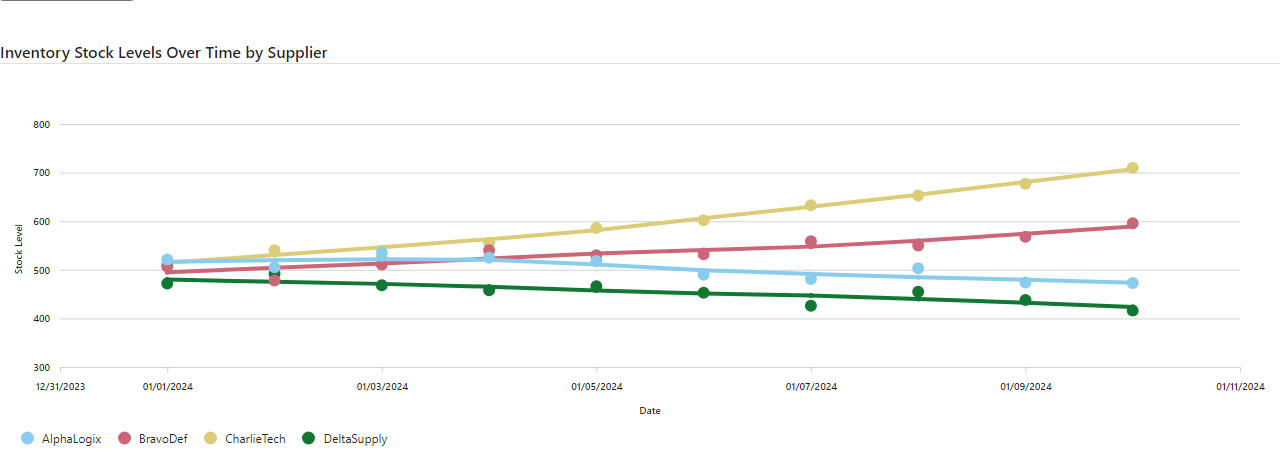 Inventory Stock Levels Over Time by Supplier
800
700
600
500
400
300
Stock Level
12/31/2023 01/01/2024 01/03/2024 01/05/2024 01/07/2024 01/09/2024 01/11/2024
Date
AlphaLogix BravoDef CharlieTech DeltaSupply